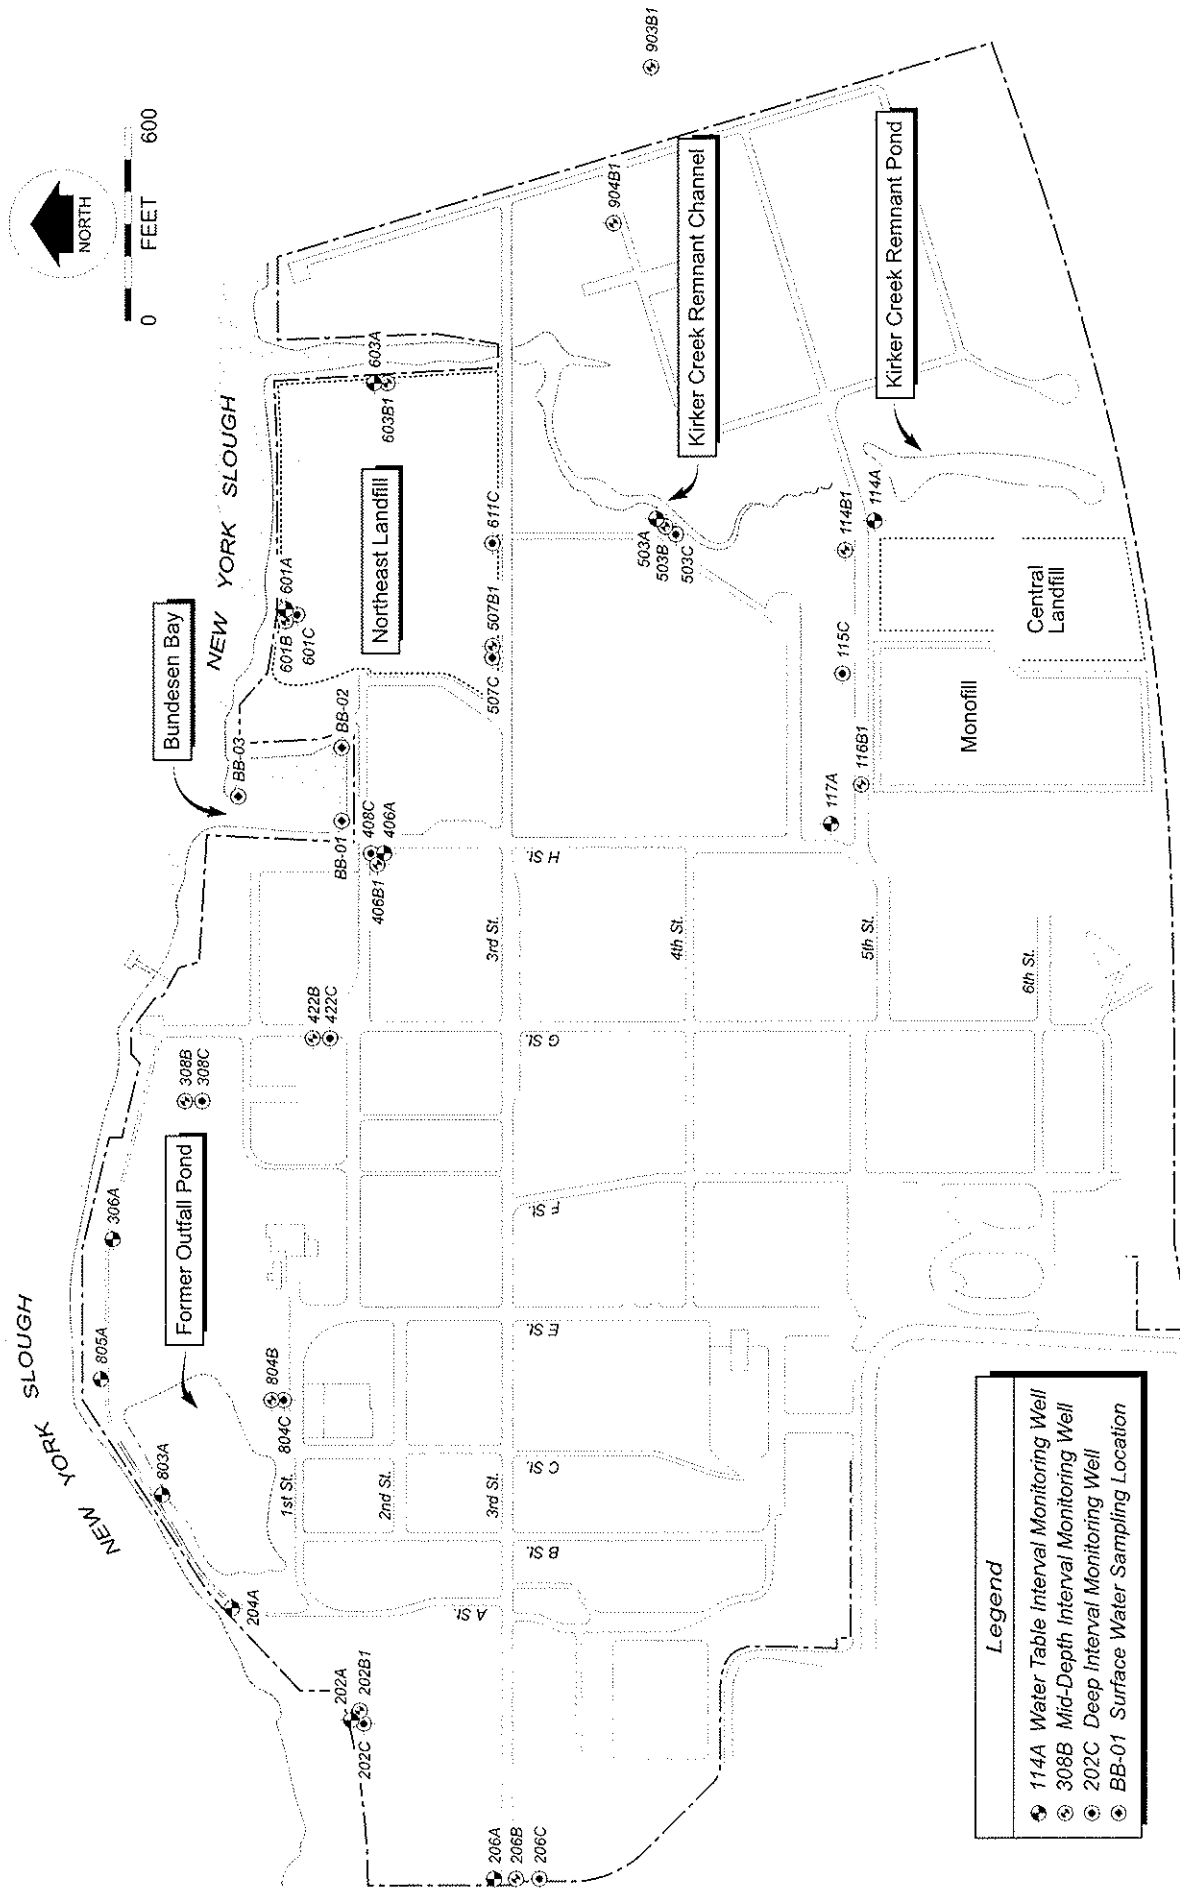 NEW YORK SLOUGH
NORTH
0 FEET 600
NEW YORK SLOUGH
Bundesen Bay
Former Outfall Pond
805A
306A
803A
308B
308C
204A
BB-03
804B
804C
422B
422C
BB-01
BB-02
601B
601A
601C
603A
603B1
Northeast Landfill
202A
202B1
202C
408C
406A
406B1
1st St.
2nd St.
3rd St.
3rd St.
206A
206B
206C
507C
507B1
611C
A St.
B St.
C St.
E St.
F St.
G St.
H St.
903B1
904B1
Kirker Creek Remnant Channel
503A
503B
503C
4th St.
117A
116B1
115C
114B1
114A
Kirker Creek Remnant Pond
5th St.
Monofill
Central
Landfill
6th St.
Legend
114A Water Table Interval Monitoring Well
308B Mid-Depth Interval Monitoring Well
202C Deep Interval Monitoring Well
BB-01 Surface Water Sampling Location